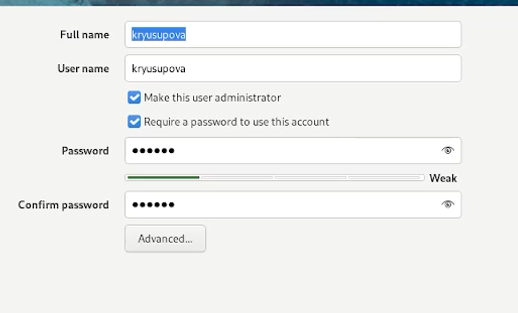 Full name kryusupova
User name kryusupova
Make this user administrator
Require a password to use this account
Password ••••••
Weak
Confirm password ••••••
Advanced...